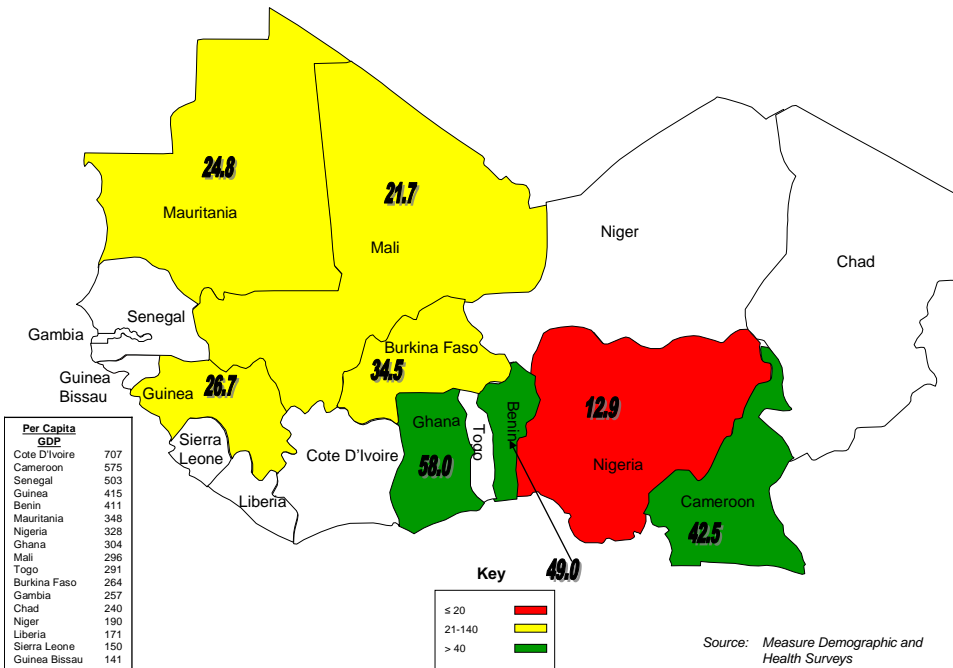 24.8
Mauritania
21.7
Mali
Niger
Chad
Senegal
Gambia
Guinea
Bissau
Guinea
26.7
Burkina Faso
34.5
Sierra
Leone
Liberia
Cote D'Ivoire
Ghana
58.0
Togo
Benin
49.0
12.9
Nigeria
Cameroon
42.5
Per Capita
GDP
Cote D'Ivoire 707
Cameroon 575
Senegal 503
Guinea 415
Benin 411
Mauritania 348
Nigeria 328
Ghana 304
Mali 296
Togo 291
Burkina Faso 264
Gambia 257
Chad 240
Niger 190
Liberia 171
Sierra Leone 150
Guinea Bissau 141
Key
≤ 20
21-140
> 40
Source: Measure Demographic and
Health Surveys